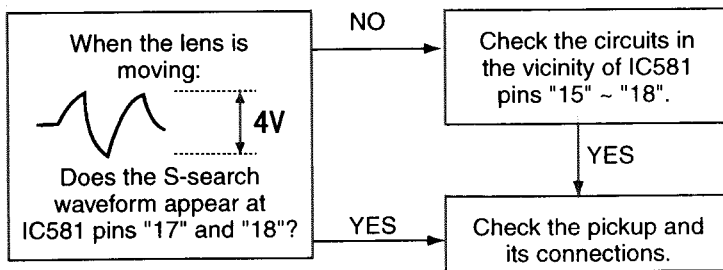 When the lens is
moving:
4V
Does the S-search
waveform appear at
IC581 pins "17" and "18"?
NO
Check the circuits in
the vicinity of IC581
pins "15" ~ "18".
YES
YES
Check the pickup and
its connections.